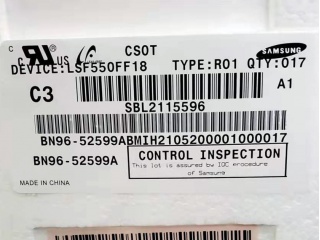 CSOT
SAMSUNG
C US
DEVICE:LSF550FF18 TYPE:R01 QTY:017
C3 A1
SBL2115596
BN96-52599ABMIH2105200001000017
BN96-52599A
CONTROL INSPECTION
This lot is assured by IQC procedure
of Samsung
MADE IN CHINA